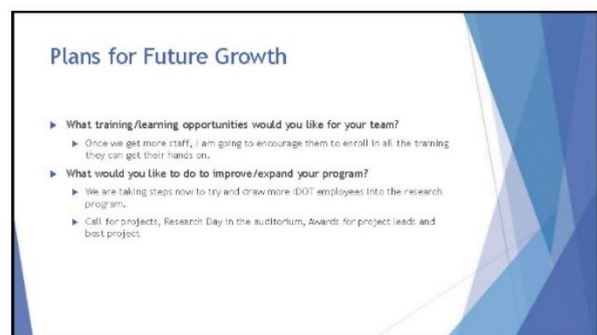 Plans for Future Growth
What training/learning opportunities would you like for your team?
Once we get more staff, I am going to encourage them to enroll in all the training
they can get their hands on.
What would you like to do to improve/expand your program?
We are taking steps now to try and draw more IDOT employees into the research
program.
Call for projects, Research Day in the auditorium, Awards for project leads and
best project